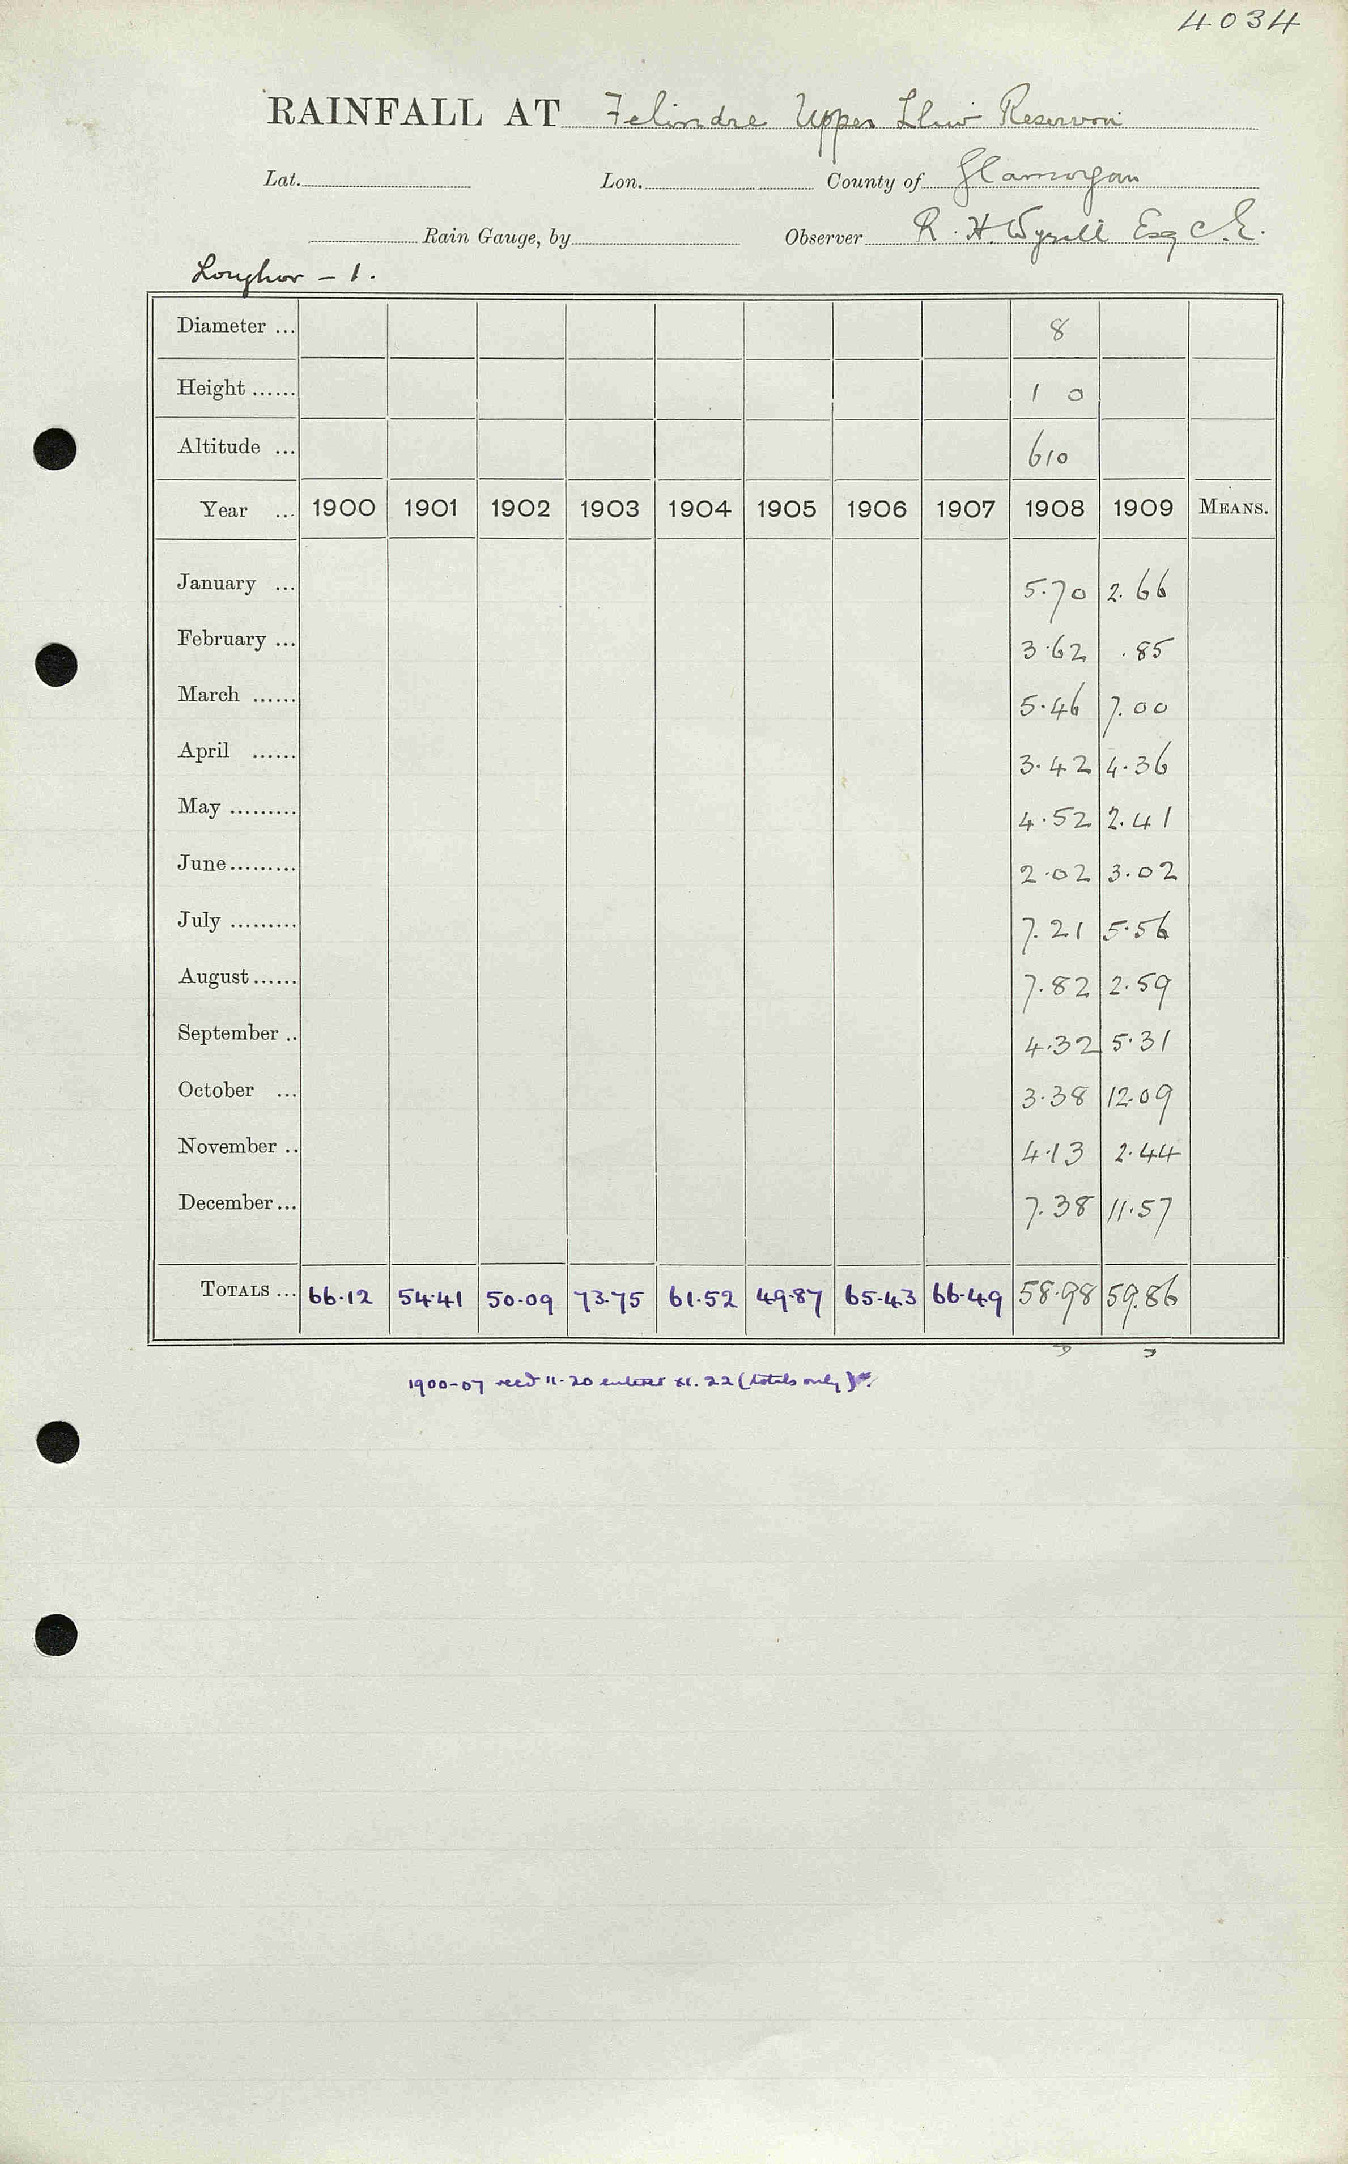 4034
RAINFALL AT Felindre Upper Lliw Reservoir
Lat. Lon. County of Glamorgan
Rain Gauge, by Observer R. H. Wyrill Esq C.E.
Loughor - 1.
Diameter ... 8
Height ...... 1 0
Altitude ... 610
Year ... 1900 1901 1902 1903 1904 1905 1906 1907 1908 1909 MEANS.
January ... 5.70 2.66
February ... 3.62 .85
March ...... 5.46 7.00
April ...... 3.42 4.36
May ......... 4.52 2.41
June......... 2.02 3.02
July ......... 7.21 5.56
August...... 7.82 2.59
September .. 4.32 5.31
October ... 3.38 12.09
November .. 4.13 2.44
December... 7.38 11.57
TOTALS ... 66.12 54.41 50.09 73.75 61.52 49.87 65.43 66.49 58.98 59.86
1900-07 recd 11-20 entered xi.22 (totals only)